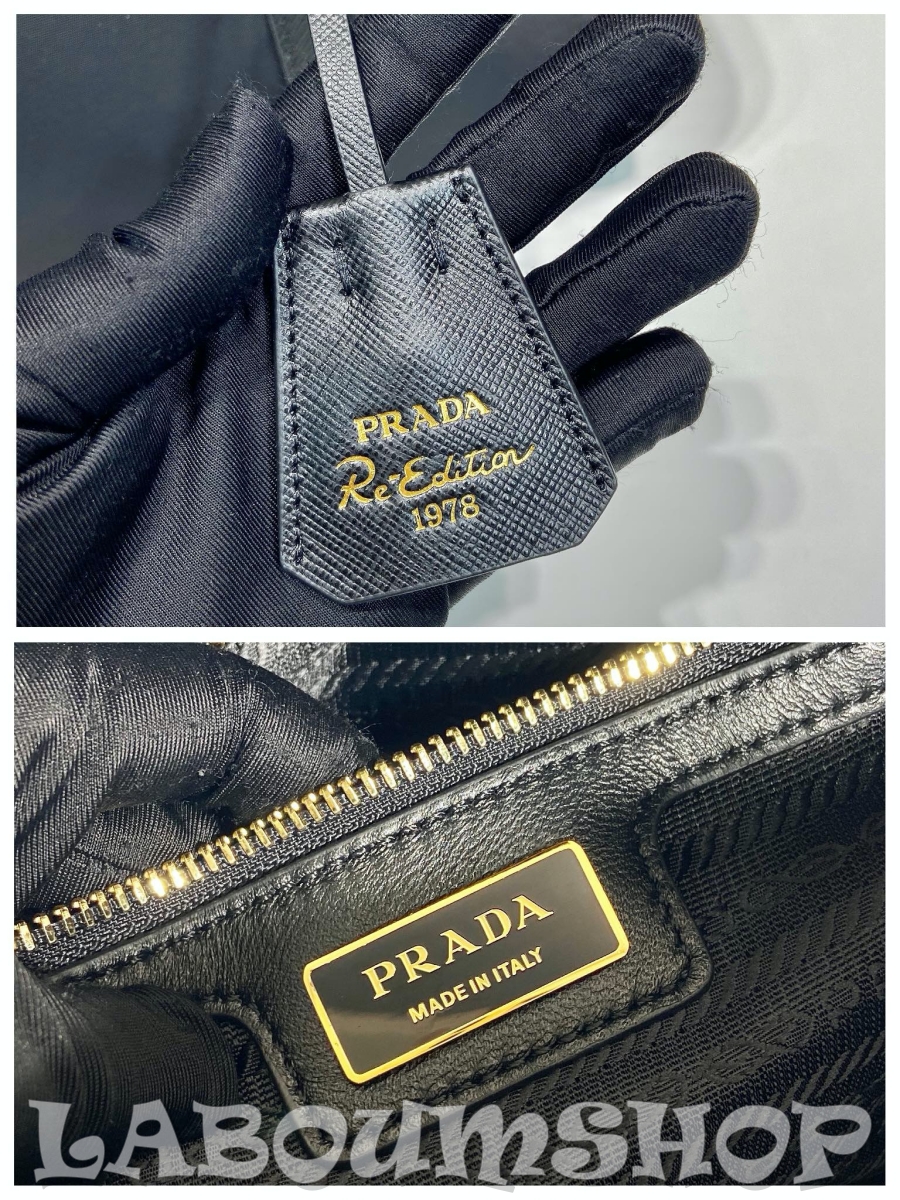 PRADA
Re-Edition
1978
PRADA
MADE IN ITALY
LABOUMSHOP